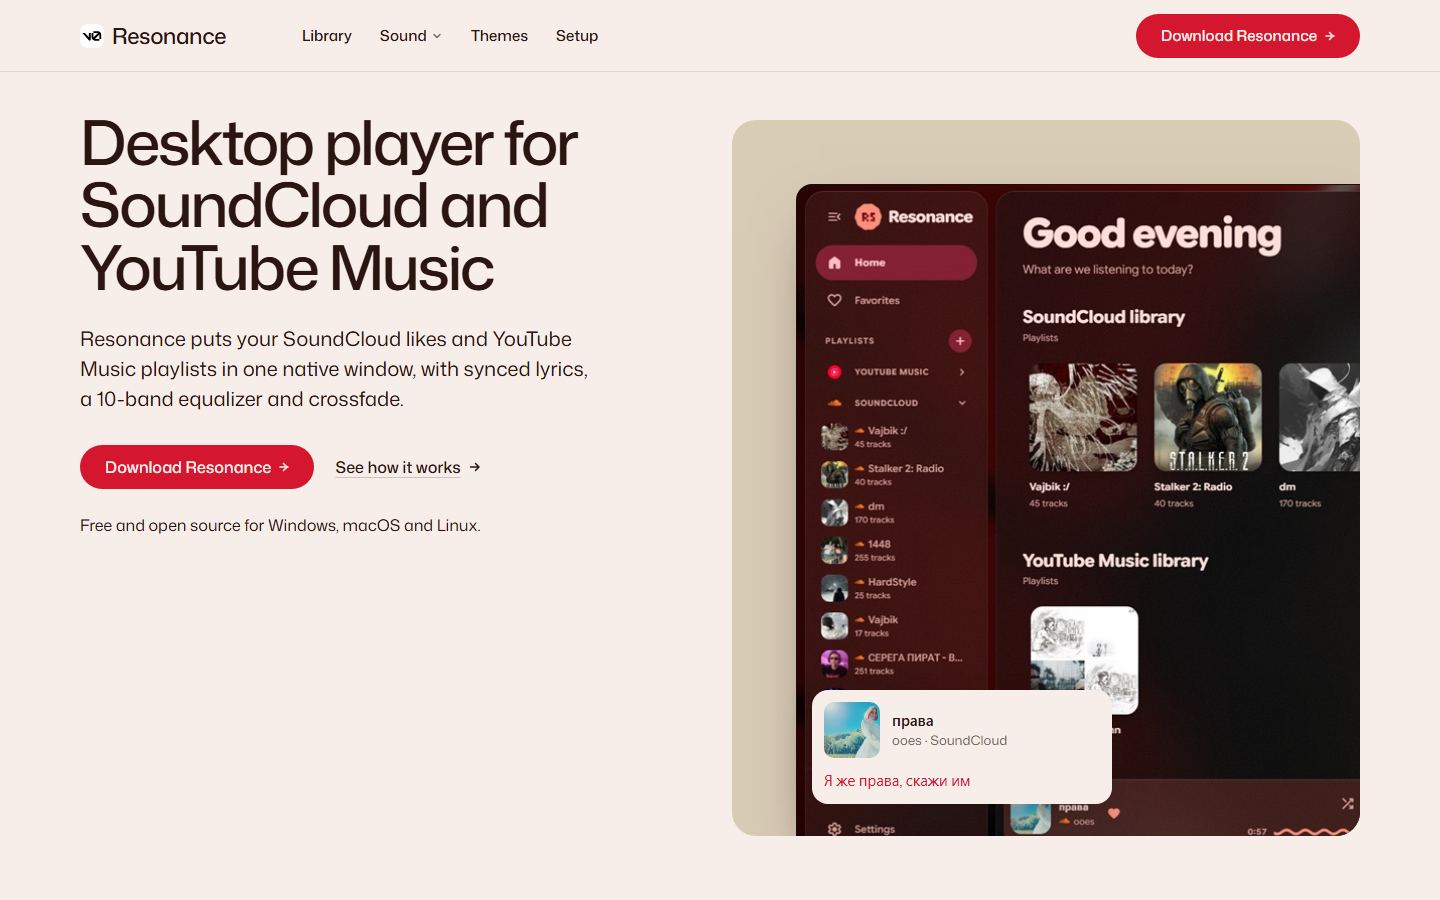 Resonance
Library
Sound
Themes
Setup
Download Resonance →
Desktop player for
SoundCloud and
YouTube Music
Resonance puts your SoundCloud likes and YouTube
Music playlists in one native window, with synced lyrics,
a 10-band equalizer and crossfade.
Download Resonance →
See how it works →
Free and open source for Windows, macOS and Linux.
RS Resonance
Home
Favorites
PLAYLISTS
YOUTUBE MUSIC
SOUNDCLOUD
Vajbik :/
45 tracks
Stalker 2: Radio
40 tracks
dm
170 tracks
1448
255 tracks
HardStyle
25 tracks
Vajbik
17 tracks
СЕРЕГА ПИРАТ - В...
251 tracks
Settings
Good evening
What are we listening to today?
SoundCloud library
Playlists
S.T.A.L.K.E.R. 2
Vajbik :/
45 tracks
Stalker 2: Radio
40 tracks
dm
170 tracks
YouTube Music library
Playlists
права
ooes · SoundCloud
Я же права, скажи им
права
ooes
0:57